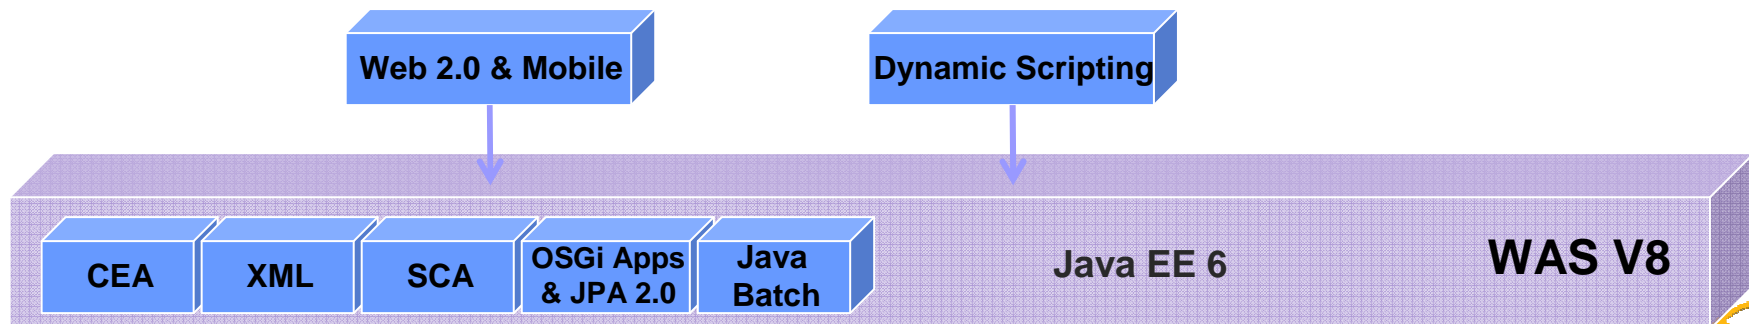 Web 2.0 & Mobile
Dynamic Scripting
CEA
XML
SCA
OSGi Apps
& JPA 2.0
Java
Batch
Java EE 6
WAS V8